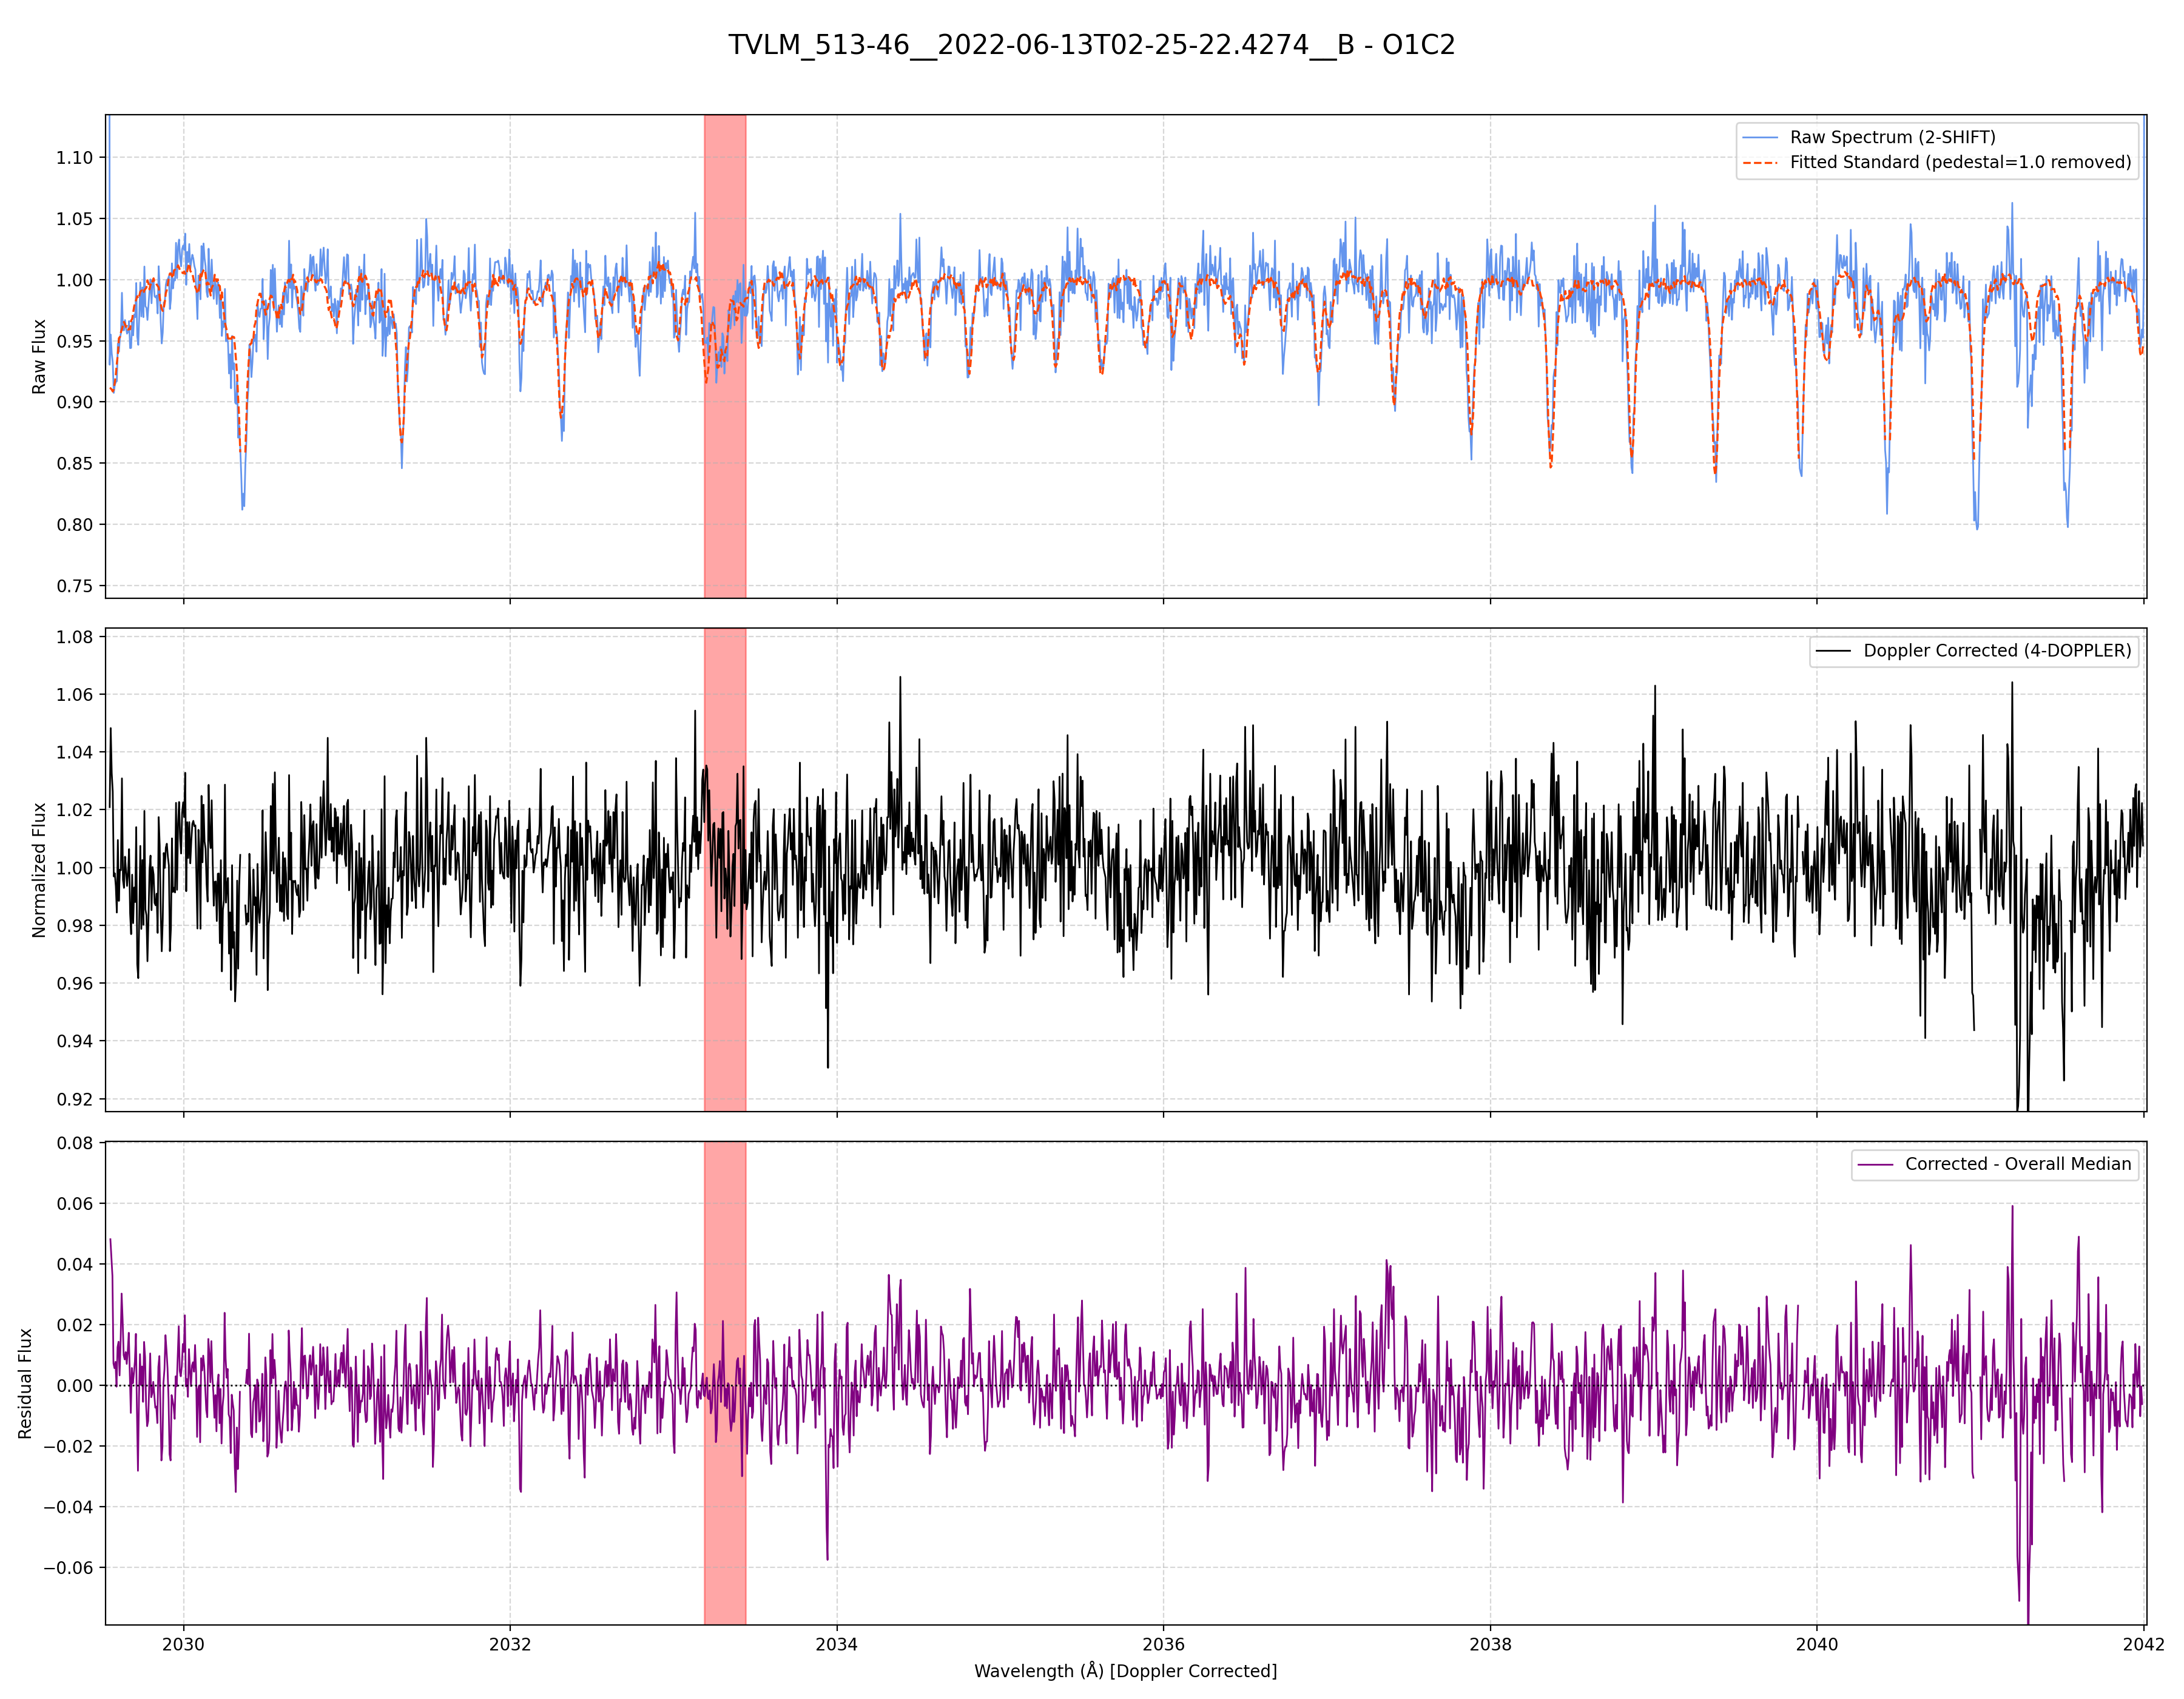 TVLM_513-46__2022-06-13T02-25-22.4274__B - O1C2
Raw Spectrum (2-SHIFT)
Fitted Standard (pedestal=1.0 removed)
1.10
1.05
1.00
0.95
0.90
0.85
0.80
0.75
Raw Flux
Doppler Corrected (4-DOPPLER)
1.08
1.06
1.04
1.02
1.00
0.98
0.96
0.94
0.92
Normalized Flux
Corrected - Overall Median
0.08
0.06
0.04
0.02
0.00
−0.02
−0.04
−0.06
Residual Flux
2030 2032 2034 2036 2038 2040 2042
Wavelength (Å) [Doppler Corrected]